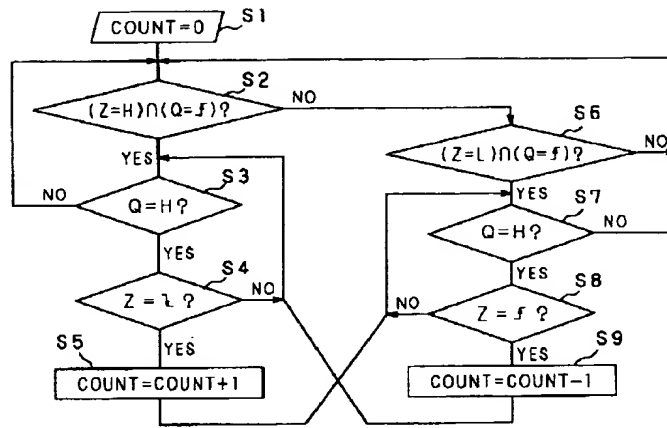 COUNT=0
S1
S2
(Z=H)∩(Q=⨍)?
NO
S6
YES
(Z=L)∩(Q=⨍)?
NO
S3
YES
S7
NO
Q=H?
Q=H?
NO
YES
S4
YES
S8
Z = ⨍ ?
Z = ?
NO
NO
S5
YES
YES
S9
COUNT=COUNT+1
COUNT=COUNT-1